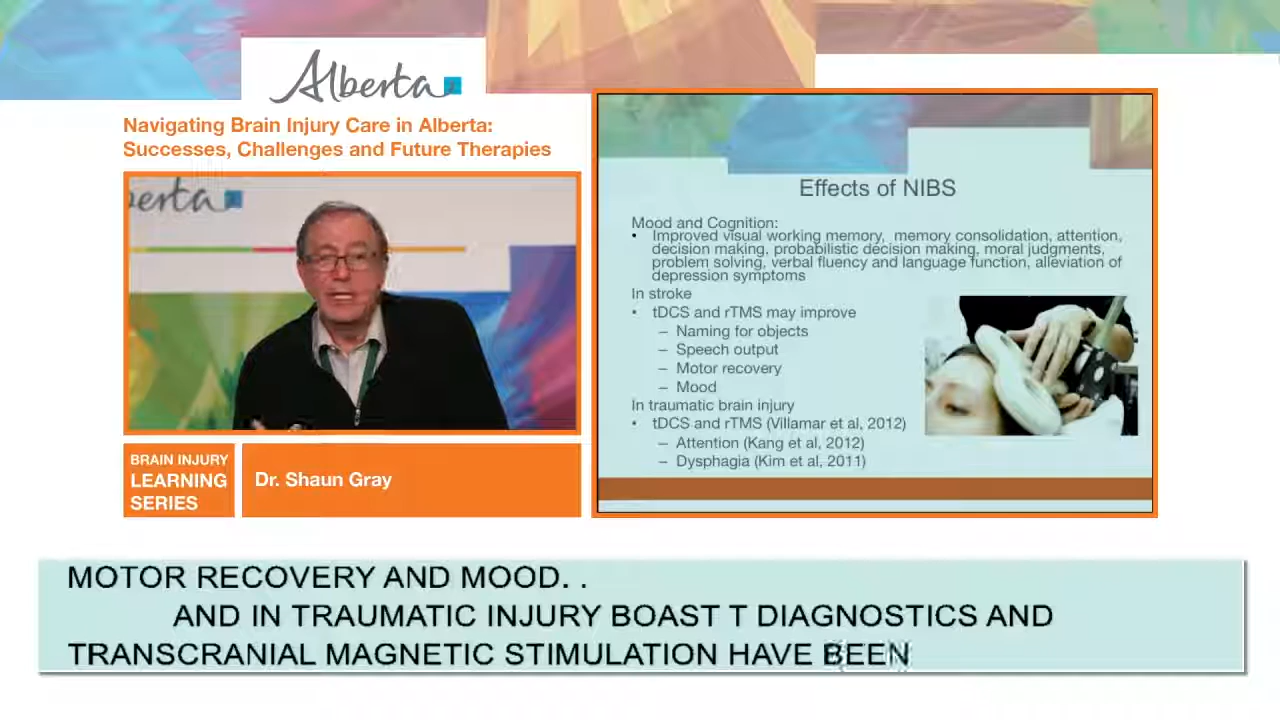 Alberta
Navigating Brain Injury Care in Alberta:
Successes, Challenges and Future Therapies
berta
BRAIN INJURY
LEARNING
SERIES
Dr. Shaun Gray
Effects of NIBS
Mood and Cognition:
• Improved visual working memory, memory consolidation, attention,
decision making, probabilistic decision making, moral judgments,
problem solving, verbal fluency and language function, alleviation of
depression symptoms
In stroke
• tDCS and rTMS may improve
– Naming for objects
– Speech output
– Motor recovery
– Mood
In traumatic brain injury
• tDCS and rTMS (Villamar et al, 2012)
– Attention (Kang et al, 2012)
– Dysphagia (Kim et al, 2011)
MOTOR RECOVERY AND MOOD. .
AND IN TRAUMATIC INJURY BOAST T DIAGNOSTICS AND
TRANSCRANIAL MAGNETIC STIMULATION HAVE BEEN